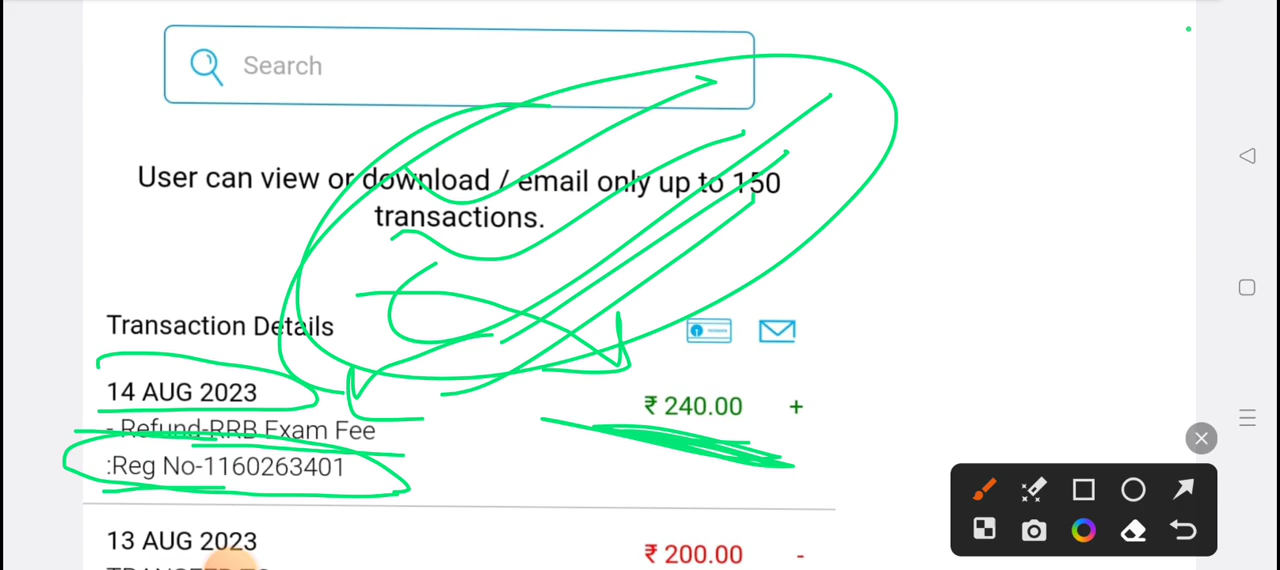 Search
User can view or download / email only up to 150
transactions.
Transaction Details
14 AUG 2023
- Refund-RRB Exam Fee
₹ 240.00 +
:Reg No-1160263401
13 AUG 2023
₹ 200.00 -